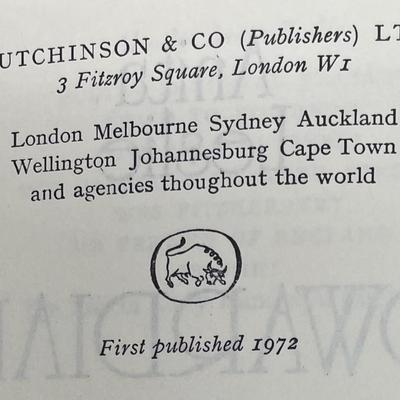 UTCHINSON & CO (Publishers) LT
3 Fitzroy Square, London W1
London Melbourne Sydney Auckland
Wellington Johannesburg Cape Town
and agencies thoughout the world
First published 1972